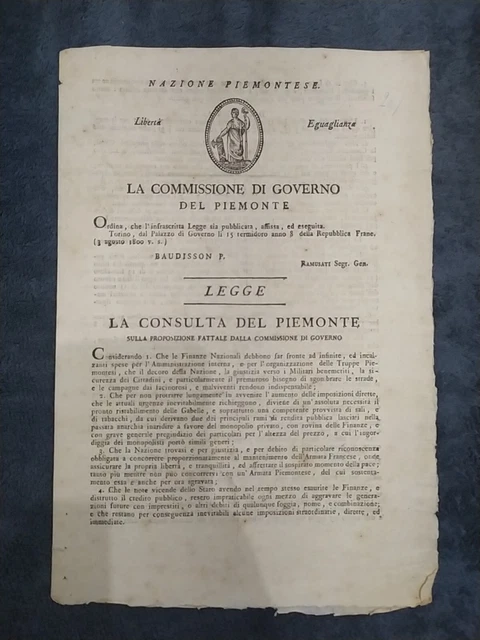 NAZIONE PIEMONTESE.
Libertà Eguaglianza
LA COMMISSIONE DI GOVERNO
DEL PIEMONTE
Ordina, che l'infrascritta Legge sia pubblicata, affissa, ed eseguita.
Torino, dal Palazzo di Governo li 15 termidoro anno 8 della Repubblica Franc.
(3 agosto 1800 v. s.)
BAUDISSON P.
RAMUSATI Segr. Gen.
LEGGE
LA CONSULTA DEL PIEMONTE
SULLA PROPOSIZIONE FATTALE DALLA COMMISSIONE DI GOVERNO
Considerando 1. Che le Finanze Nazionali debbono far fronte ad infinite, ed incal-
zanti spese per l'Amministrazione interna, e per l'organizzazione delle Truppe Pie-
montesi, che il decoro della Nazione, la giustizia verso i Militari benemeriti, la si-
curezza dei Cittadini, e particolarmente il premuroso bisogno di sgombrare le strade,
e le campagne dai facinorosi, e malviventi rendono indispensabile;
2. Che per non procurare lungamente in avvenire l'aumento delle imposizioni dirette,
che le attuali urgenze inevitabilmente richieggono, diviene d'un' assoluta necessità il
pronto ristabilimento delle Gabelle, e soprattutto una competente provvista di sali, e
di tabacchi, da cui derivano due dei principali rami di rendita pubblica lasciati nella
passata anarchia invadere a favore del monopolio privato, con rovina delle Finanze, e
con grave generale pregiudizio dei particolari per l'altezza del prezzo, a cui l'ingor-
digia dei monopolisti portò simili generi;
3. Che la Nazione trovasi e per giustizia, e per debito di particolare riconoscenza
obbligata a concorrere proporzionatamente al mantenimento dell'Armata Francese, onde
assicurare la propria libertà, e tranquillità, ed affrettare il sospirato momento della pace;
tanto più mentre non può concorrervi con un' Armata Piemontese, del cui sostenta-
mento essa è anche per ora sgravata;
4. Che le note vicende dello Stato avendo nel tempo stesso esaurite le Finanze, e
distrutto il credito pubblico, resero impraticabile ogni mezzo di aggravare le genera-
zioni future con imprestiti, o altri debiti di qualunque foggia, nome, e combinazione;
e che restano per conseguenza inevitabili alcune imposizioni straordinarie, dirette, ed
immediate.